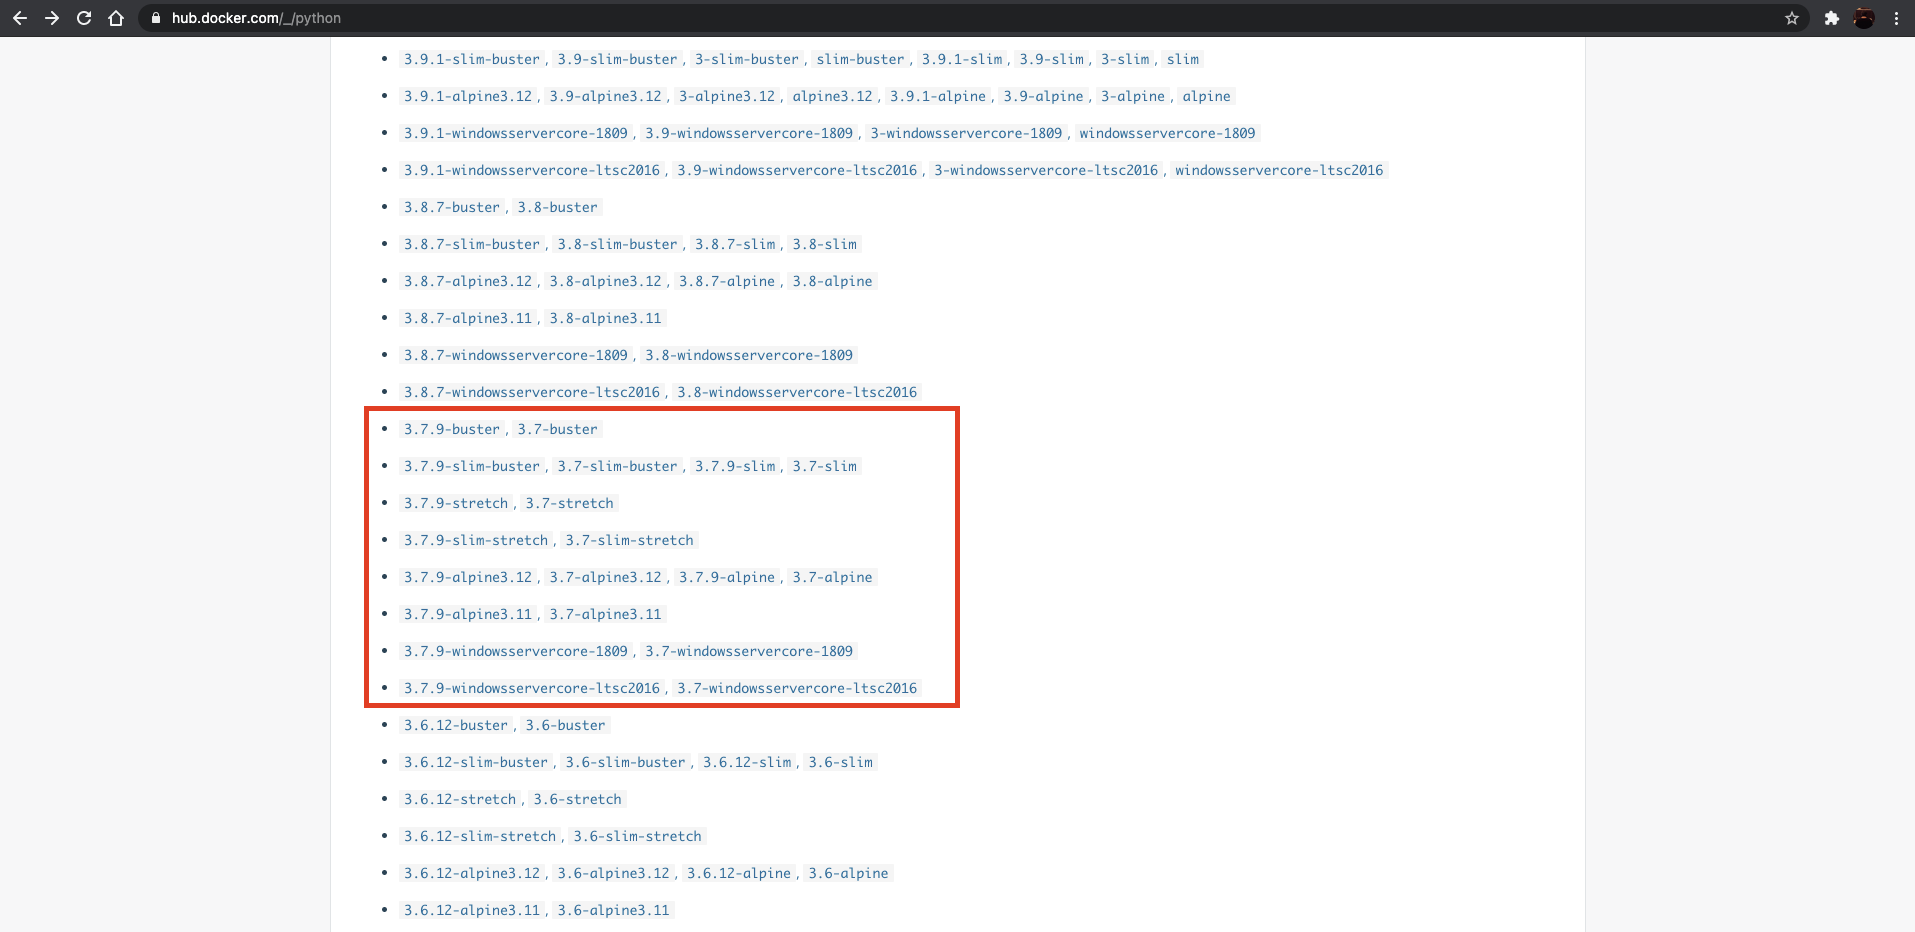 hub.docker.com/_/python
3.9.1-slim-buster, 3.9-slim-buster, 3-slim-buster, slim-buster, 3.9.1-slim, 3.9-slim, 3-slim, slim
3.9.1-alpine3.12, 3.9-alpine3.12, 3-alpine3.12, alpine3.12, 3.9.1-alpine, 3.9-alpine, 3-alpine, alpine
3.9.1-windowsservercore-1809, 3.9-windowsservercore-1809, 3-windowsservercore-1809, windowsservercore-1809
3.9.1-windowsservercore-ltsc2016, 3.9-windowsservercore-ltsc2016, 3-windowsservercore-ltsc2016, windowsservercore-ltsc2016
3.8.7-buster, 3.8-buster
3.8.7-slim-buster, 3.8-slim-buster, 3.8.7-slim, 3.8-slim
3.8.7-alpine3.12, 3.8-alpine3.12, 3.8.7-alpine, 3.8-alpine
3.8.7-alpine3.11, 3.8-alpine3.11
3.8.7-windowsservercore-1809, 3.8-windowsservercore-1809
3.8.7-windowsservercore-ltsc2016, 3.8-windowsservercore-ltsc2016
3.7.9-buster, 3.7-buster
3.7.9-slim-buster, 3.7-slim-buster, 3.7.9-slim, 3.7-slim
3.7.9-stretch, 3.7-stretch
3.7.9-slim-stretch, 3.7-slim-stretch
3.7.9-alpine3.12, 3.7-alpine3.12, 3.7.9-alpine, 3.7-alpine
3.7.9-alpine3.11, 3.7-alpine3.11
3.7.9-windowsservercore-1809, 3.7-windowsservercore-1809
3.7.9-windowsservercore-ltsc2016, 3.7-windowsservercore-ltsc2016
3.6.12-buster, 3.6-buster
3.6.12-slim-buster, 3.6-slim-buster, 3.6.12-slim, 3.6-slim
3.6.12-stretch, 3.6-stretch
3.6.12-slim-stretch, 3.6-slim-stretch
3.6.12-alpine3.12, 3.6-alpine3.12, 3.6.12-alpine, 3.6-alpine
3.6.12-alpine3.11, 3.6-alpine3.11